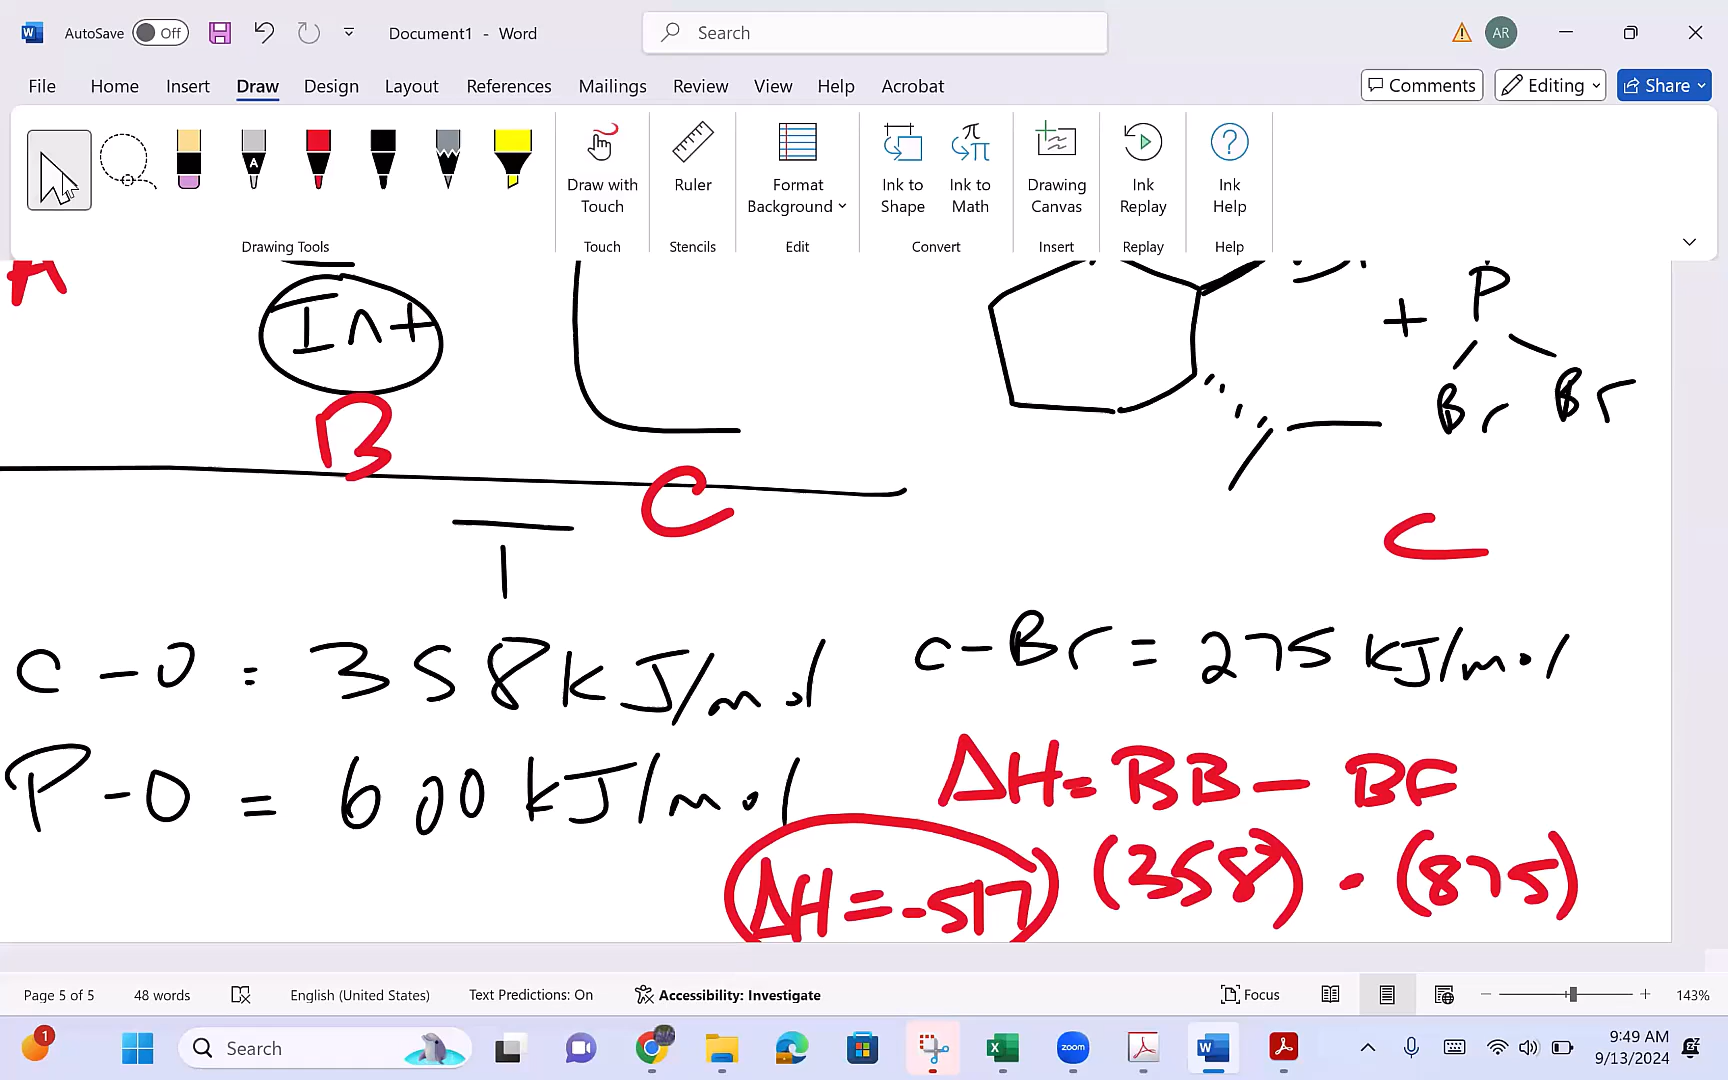 AutoSave Off Document1 - Word Search AR
File Home Insert Draw Design Layout References Mailings Review View Help Acrobat Comments Editing Share
A
Draw with Touch
Ruler
Format Background
Ink to Shape
Ink to Math
Drawing Canvas
Ink Replay
Ink Help
Drawing Tools Touch Stencils Edit Convert Insert Replay Help
A
Int
B
C
+ P
Br Br
C
C-O = 358 kJ/mol
C-Br = 275 kJ/mol
P-O = 600 kJ/mol
ΔH = BB - BF
ΔH = -517 (358) - (875)
Page 5 of 5 48 words English (United States) Text Predictions: On Accessibility: Investigate Focus 143%
1 Search zoom 9:49 AM
9/13/2024